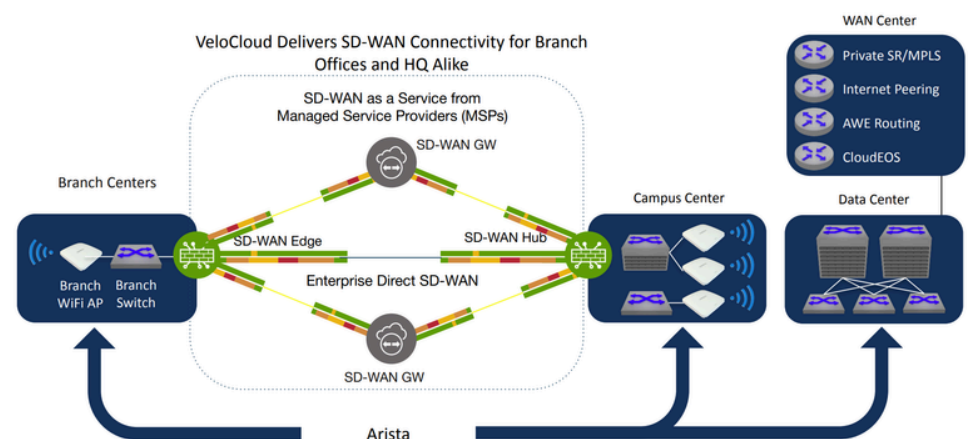 WAN Center
Private SR/MPLS
Internet Peering
AWE Routing
CloudEOS
VeloCloud Delivers SD-WAN Connectivity for Branch
Offices and HQ Alike
SD-WAN as a Service from
Managed Service Providers (MSPs)
SD-WAN GW
Branch Centers
Branch
WiFi AP
Branch
Switch
SD-WAN Edge
SD-WAN Hub
Enterprise Direct SD-WAN
SD-WAN GW
Campus Center
Data Center
Arista